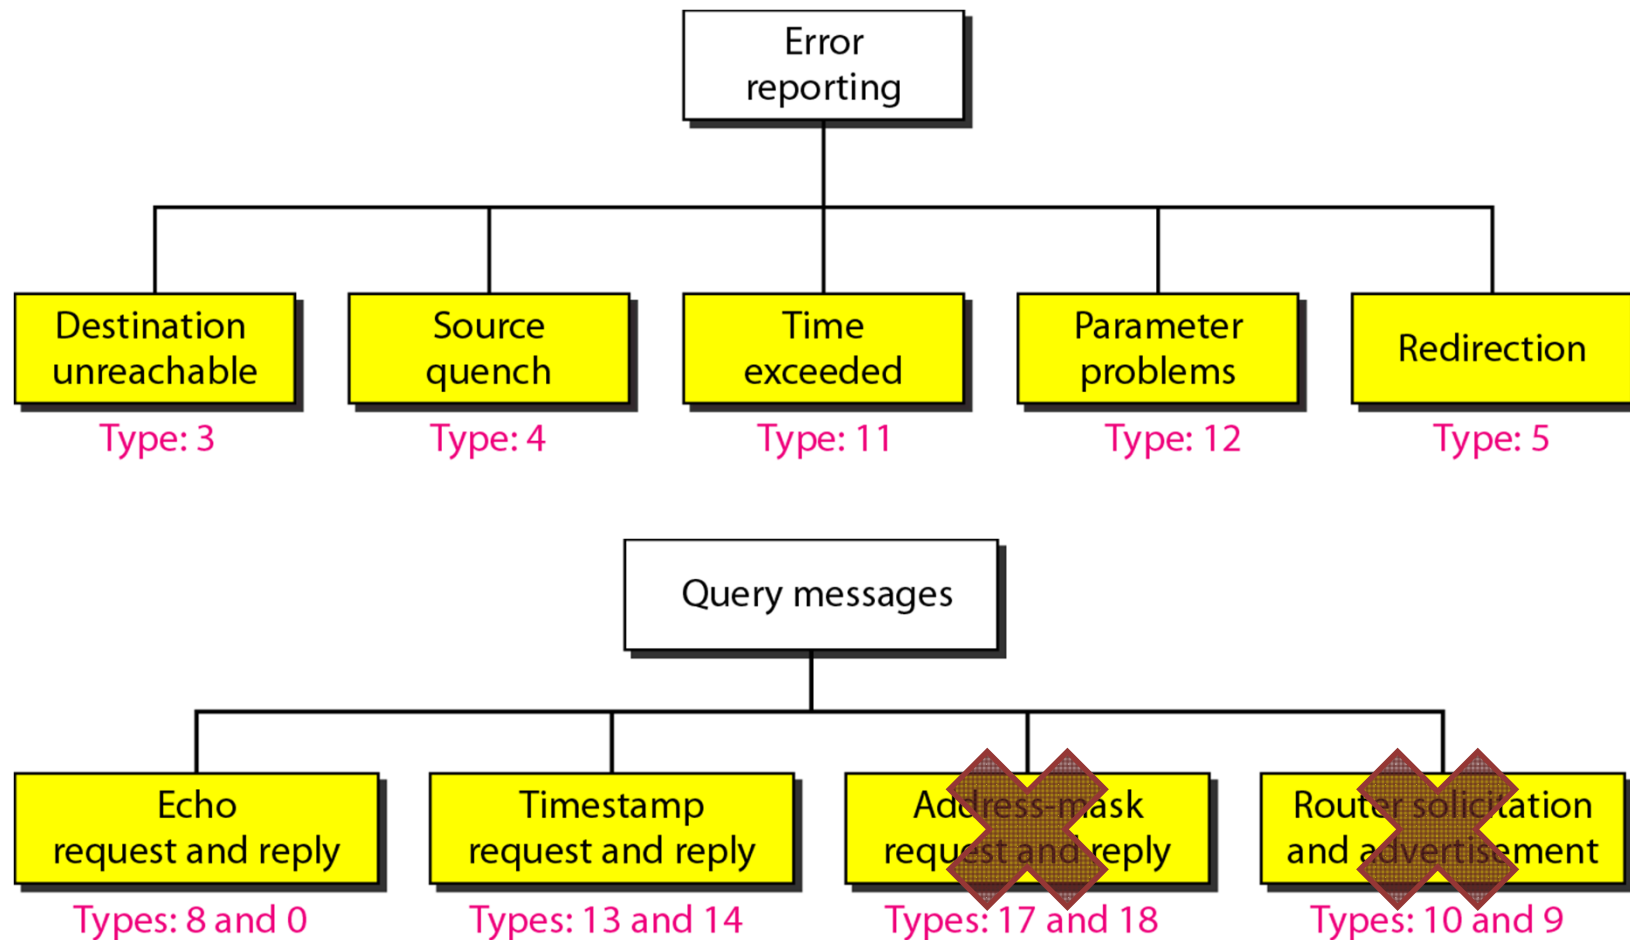 Error
reporting
Destination
unreachable
Source
quench
Time
exceeded
Parameter
problems
Redirection
Type: 3
Type: 4
Type: 11
Type: 12
Type: 5
Query messages
Echo
request and reply
Timestamp
request and reply
Address-mask
request and reply
Router solicitation
and advertisement
Types: 8 and 0
Types: 13 and 14
Types: 17 and 18
Types: 10 and 9